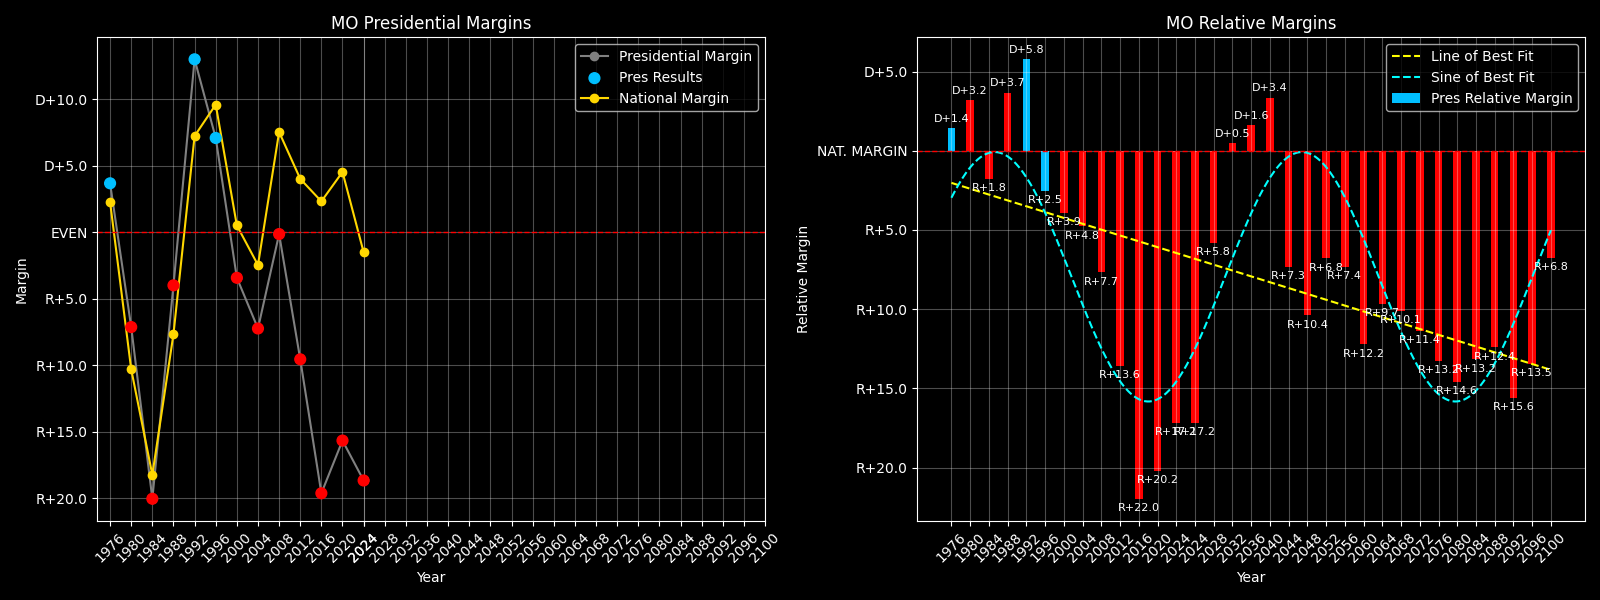 MO Presidential Margins
Presidential Margin
Pres Results
National Margin
D+10.0
D+5.0
EVEN
R+5.0
R+10.0
R+15.0
R+20.0
Margin
1976
1980
1984
1988
1992
1996
2000
2004
2008
2012
2016
2020
2024
2024
2028
2032
2036
2040
2044
2048
2052
2056
2060
2064
2068
2072
2076
2080
2084
2088
2092
2096
2100
Year
MO Relative Margins
Line of Best Fit
Sine of Best Fit
Pres Relative Margin
D+5.0
NAT. MARGIN
R+5.0
R+10.0
R+15.0
R+20.0
Relative Margin
D+1.4
D+3.2
R+1.8
D+3.7
D+5.8
R+2.5
R+3.9
R+4.8
R+7.7
R+13.6
R+22.0
R+20.2
R+17.2
R+17.2
R+5.8
D+0.5
D+1.6
D+3.4
R+7.3
R+10.4
R+6.8
R+7.4
R+12.2
R+9.7
R+10.1
R+11.4
R+13.2
R+14.6
R+13.2
R+12.4
R+15.6
R+13.5
R+6.8
1976
1980
1984
1988
1992
1996
2000
2004
2008
2012
2016
2020
2024
2024
2028
2032
2036
2040
2044
2048
2052
2056
2060
2064
2068
2072
2076
2080
2084
2088
2092
2096
2100
Year